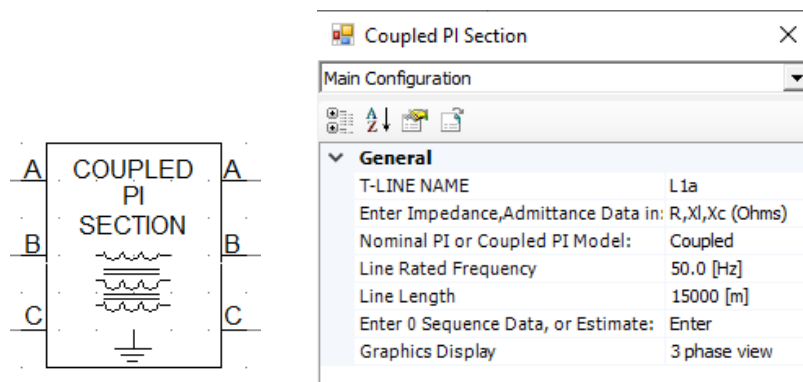 A COUPLED A
PI
SECTION
B B
C C
Coupled PI Section
Main Configuration
General
T-LINE NAME L1a
Enter Impedance,Admittance Data in: R,Xl,Xc (Ohms)
Nominal PI or Coupled PI Model: Coupled
Line Rated Frequency 50.0 [Hz]
Line Length 15000 [m]
Enter 0 Sequence Data, or Estimate: Enter
Graphics Display 3 phase view